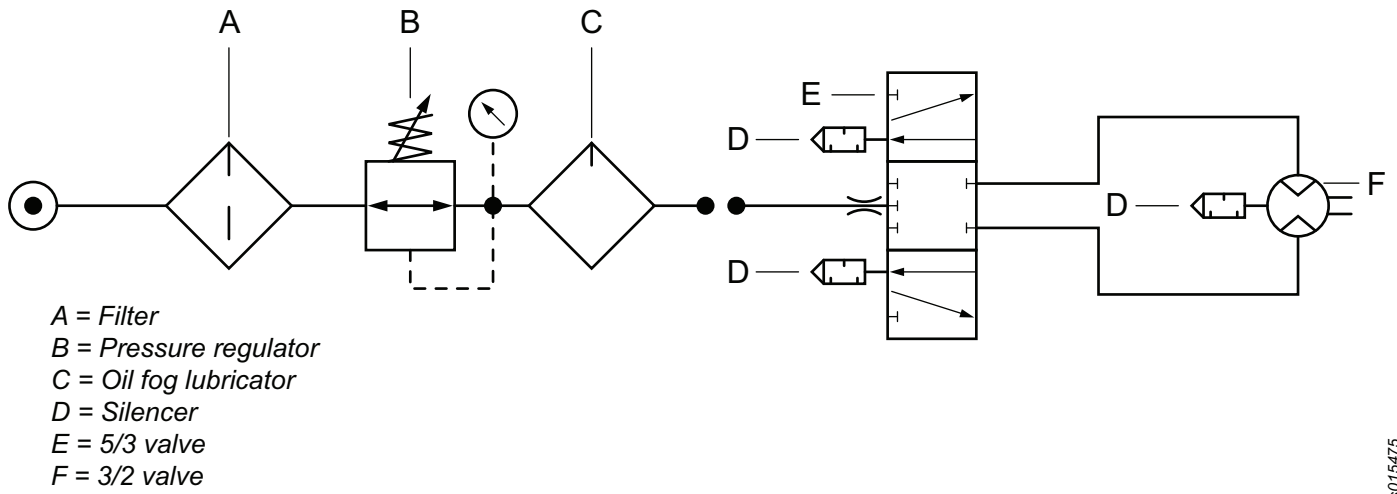 A
B
C
E
D
D
F
D
A = Filter
B = Pressure regulator
C = Oil fog lubricator
D = Silencer
E = 5/3 valve
F = 3/2 valve